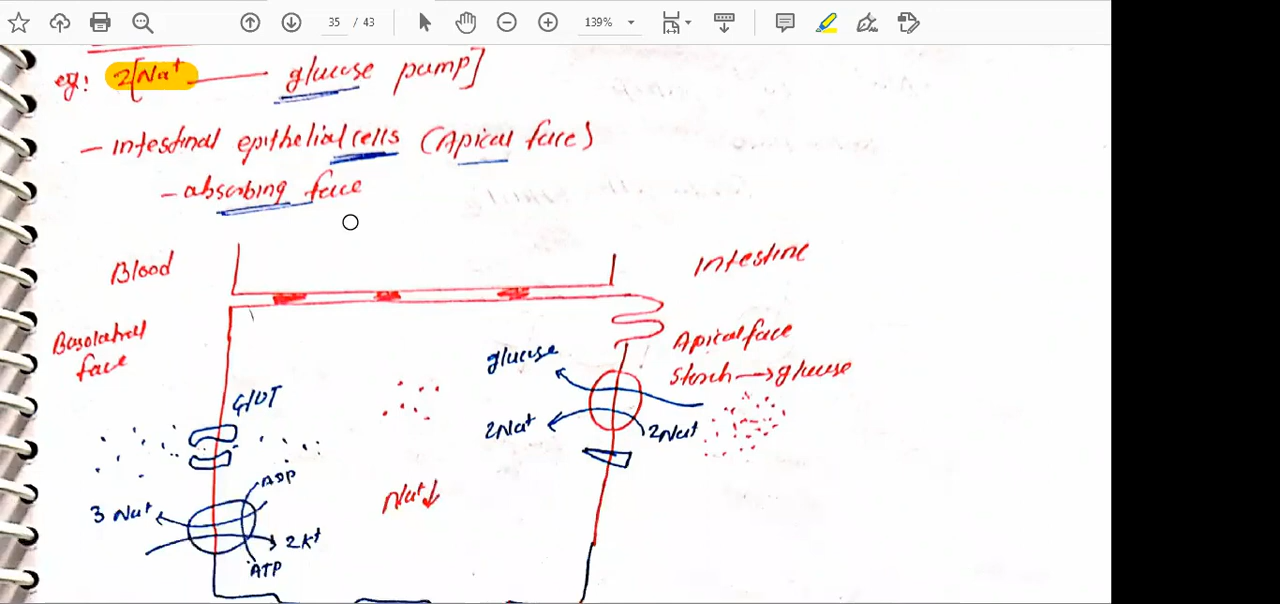 35 / 43
139%
eg: 2[Na+ — glucose pump]
- intestinal epithelial cells (Apical face)
- absorbing face
Blood
Intestine
Basolatral face
Apical face
Starch → glucose
glucose
2Na+
2Na+
GLUT
3 Na+
ADP
2K+
ATP
Na+↓